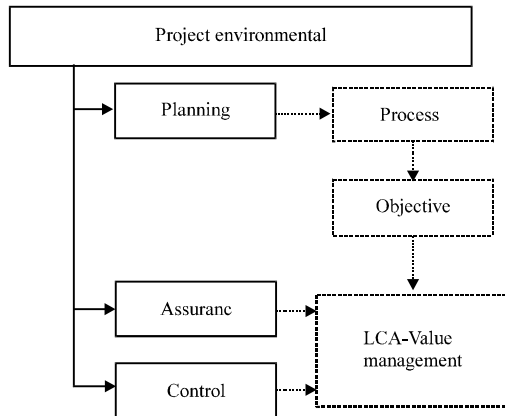 Project environmental
Planning
Process
Objective
Assuranc
LCA-Value
management
Control